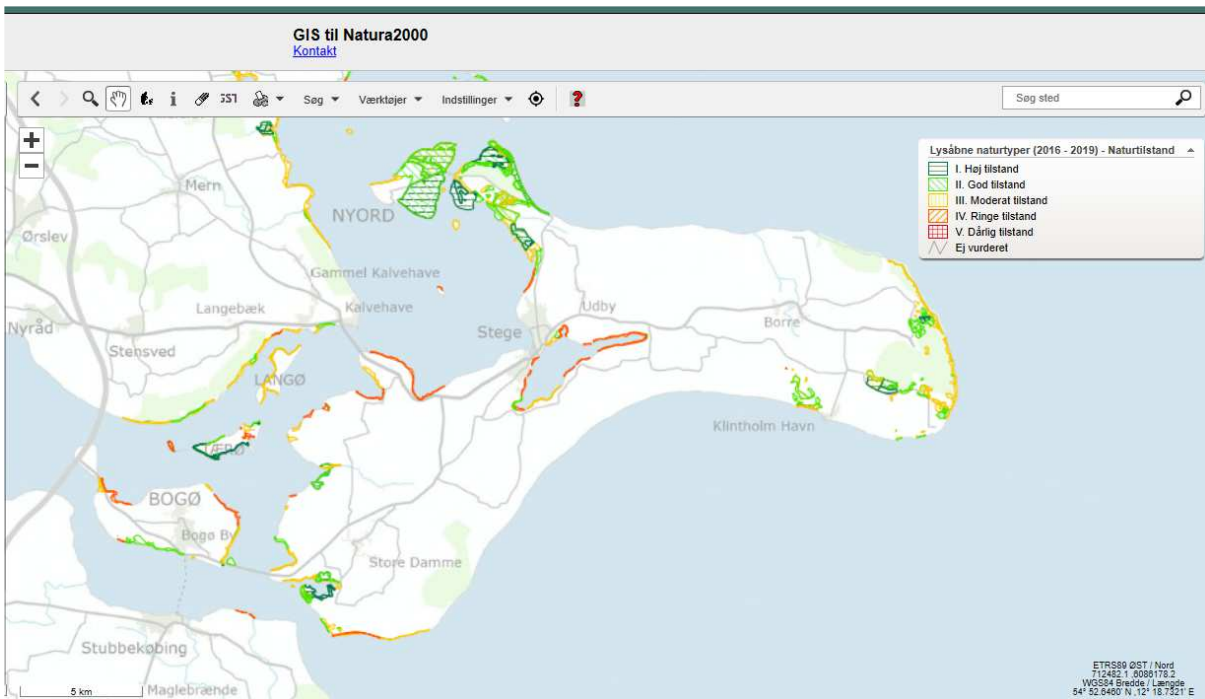 GIS til Natura2000
Kontakt
Søg
Værktøjer
Indstillinger
?
Søg sted
+
−
Lysåbne naturtyper (2016 - 2019) - Naturtilstand
I. Høj tilstand
II. God tilstand
III. Moderat tilstand
IV. Ringe tilstand
V. Dårlig tilstand
Ej vurderet
Mern
NYORD
Ørslev
Gammel Kalvehave
Langebæk
Kalvehave
Udby
Borre
Nyråd
Stege
Stensved
LANGØ
Klintholm Havn
TÆRØ
BOGØ
Bogø By
Store Damme
Stubbekøbing
Maglebrænde
5 km
ETRS89 ØST / Nord
712482.1 ,6086178.2
WGS84 Bredde / Længde
54° 52.6460' N ,12° 18.7321' E